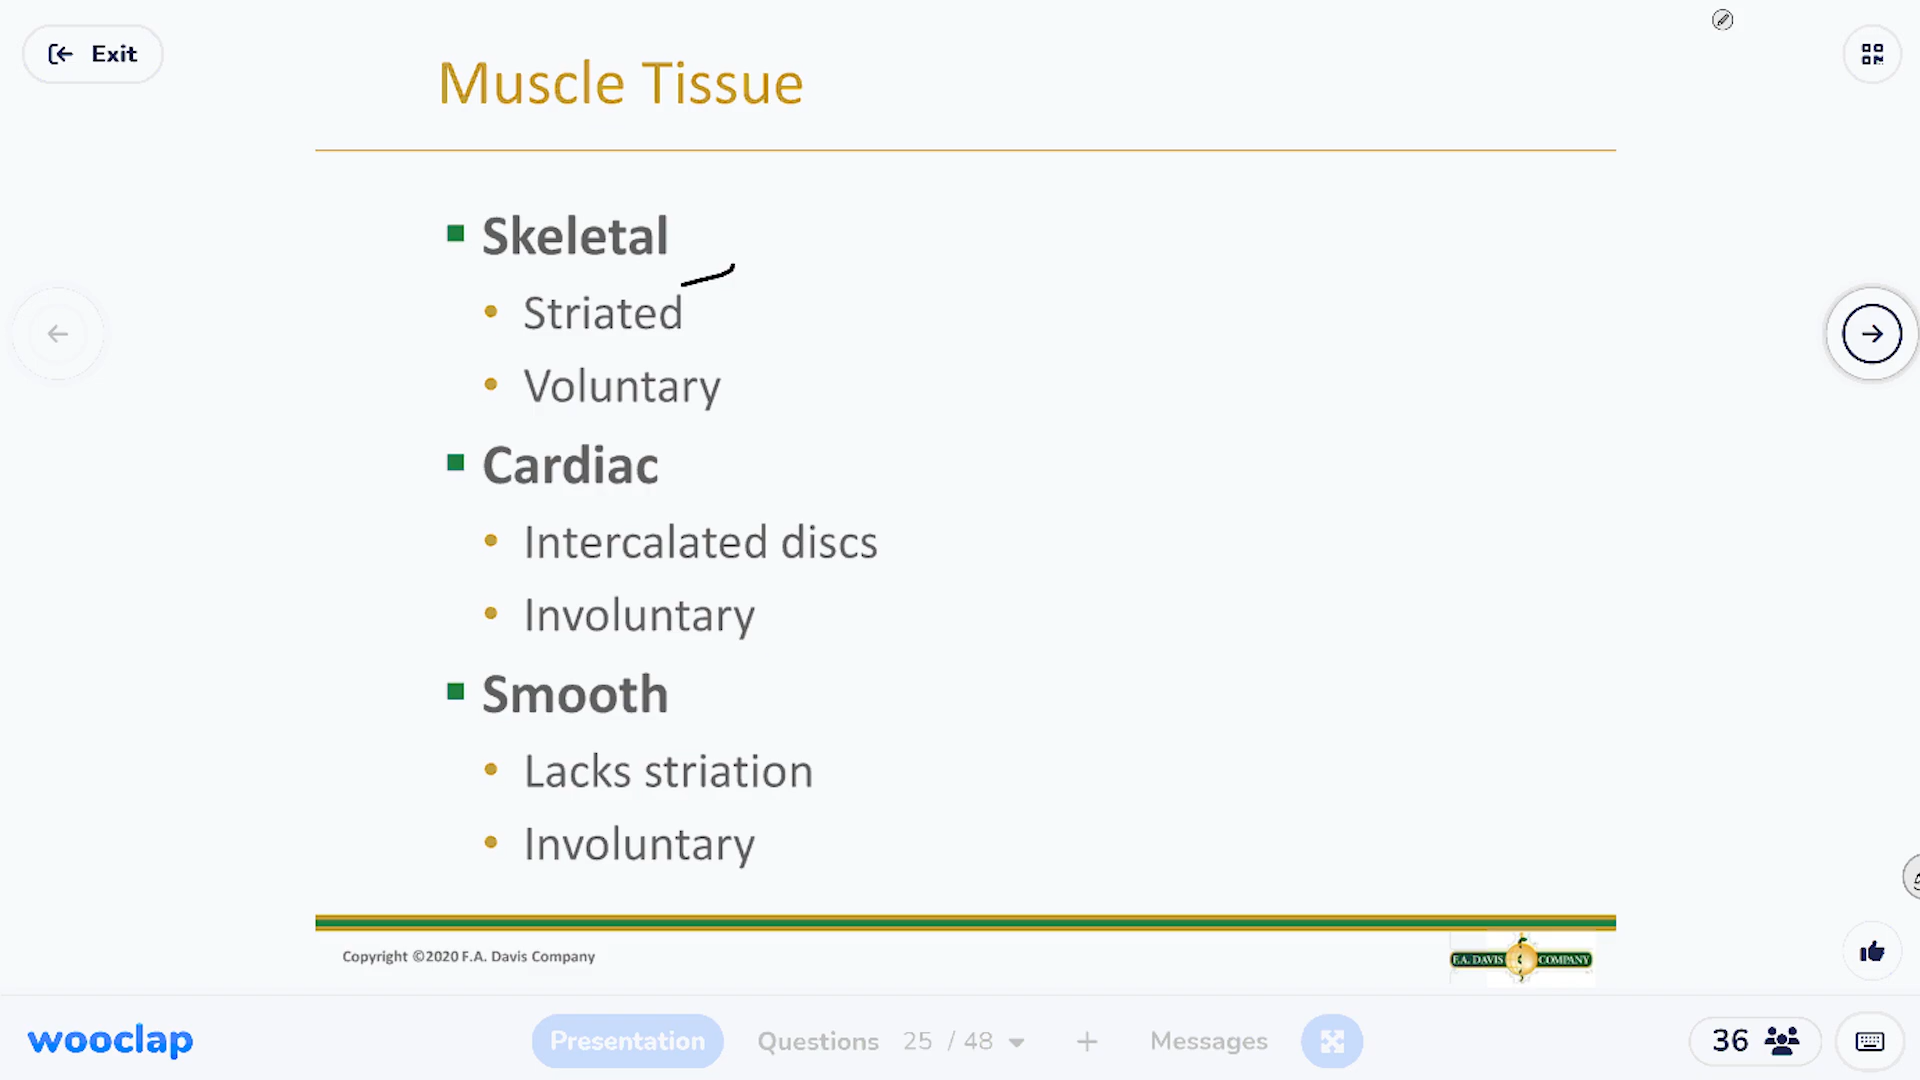 Exit
Muscle Tissue
Skeletal
Striated
Voluntary
Cardiac
Intercalated discs
Involuntary
Smooth
Lacks striation
Involuntary
Copyright ©2020 F.A. Davis Company
F.A. DAVIS COMPANY
wooclap Presentation Questions 25 / 48 + Messages 36